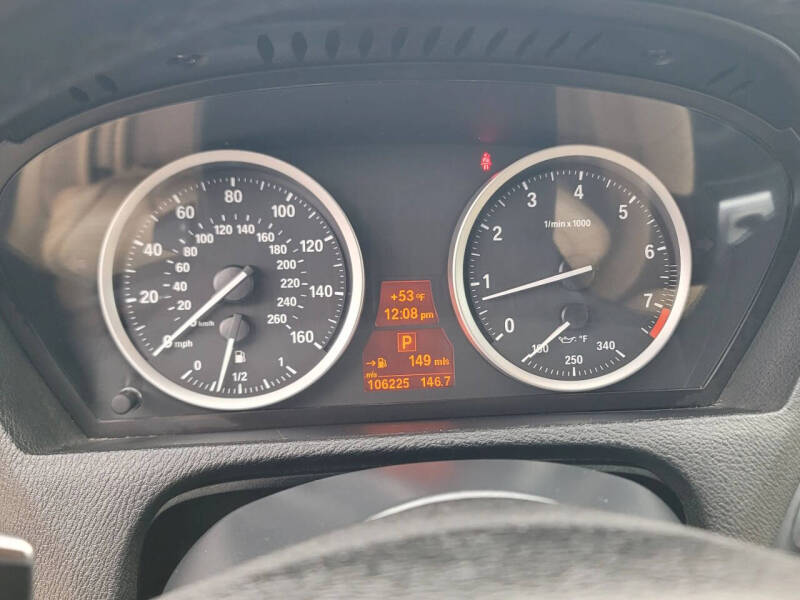 0 20 40 60 80 100 120 140 160
mph
20 40 60 80 100 120 140 160 180 200 220 240 260
km/h
0 1/2 1
+53 °F
12:08 pm
P
149 mls
mls
106225 146.7
0 1 2 3 4 5 6 7
1/min x 1000
160 250 340
°F